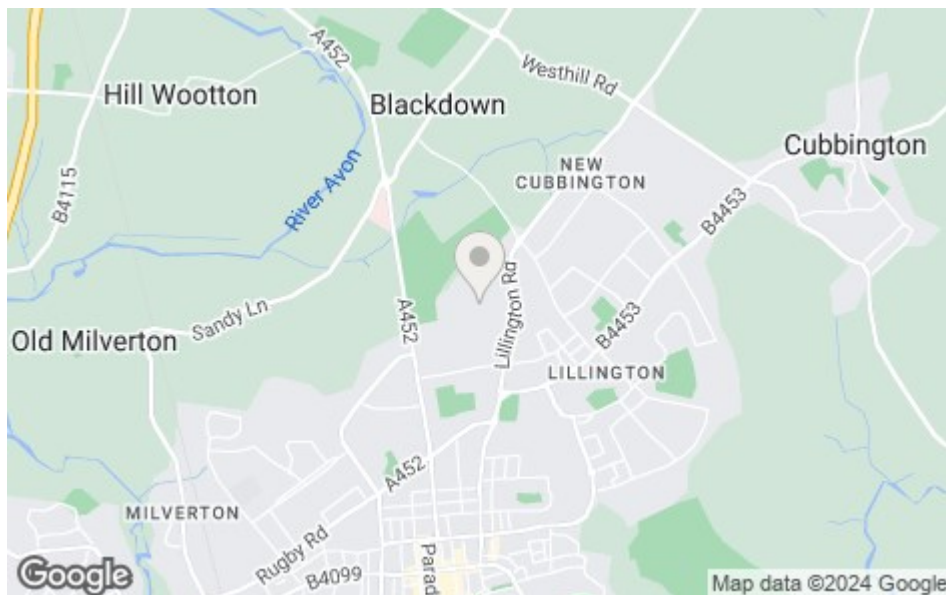 A452
Westhill Rd
Hill Wootton
Blackdown
Cubbington
NEW
CUBBINGTON
B4115
River Avon
B4453
Lillington Rd
A452
Sandy Ln
B4453
Old Milverton
LILLINGTON
A452
MILVERTON
Rugby Rd
B4099
Parad
Google
Map data ©2024 Google